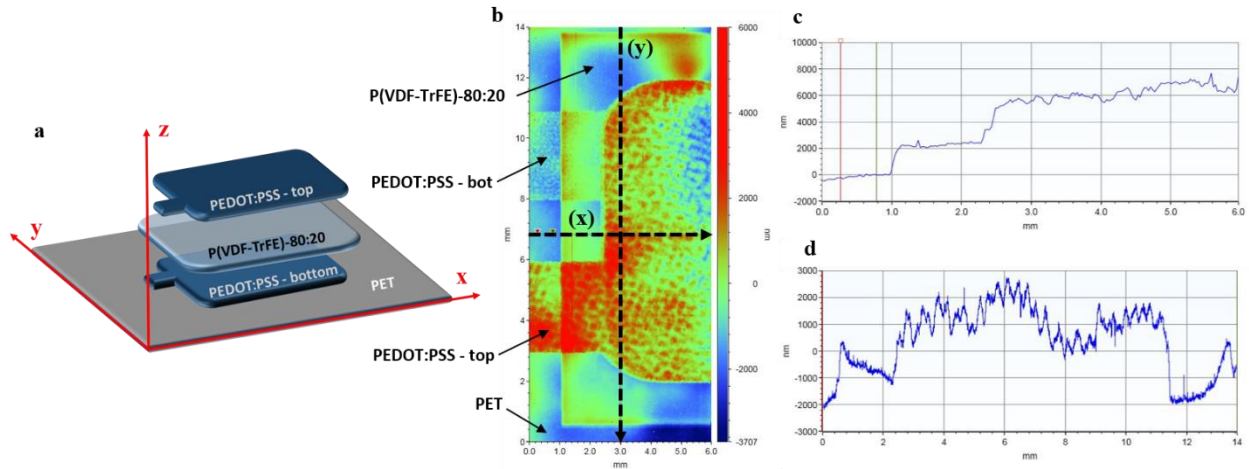 a
z
y
x
PEDOT:PSS - top
P(VDF-TrFE)-80:20
PEDOT:PSS - bottom
PET
b
P(VDF-TrFE)-80:20
PEDOT:PSS - bot
PEDOT:PSS - top
PET
(y)
(x)
14
12
10
8
mm
6
4
2
0
0.0 1.0 2.0 3.0 4.0 5.0 6.0
mm
6000
4000
2000
nm
0
-2000
-3707
c
10000
8000
6000
nm
4000
2000
0
-2000
0.0 1.0 2.0 3.0 4.0 5.0 6.0
mm
d
3000
2000
1000
nm
0
-1000
-2000
-3000
0 2 4 6 8 10 12 14
mm